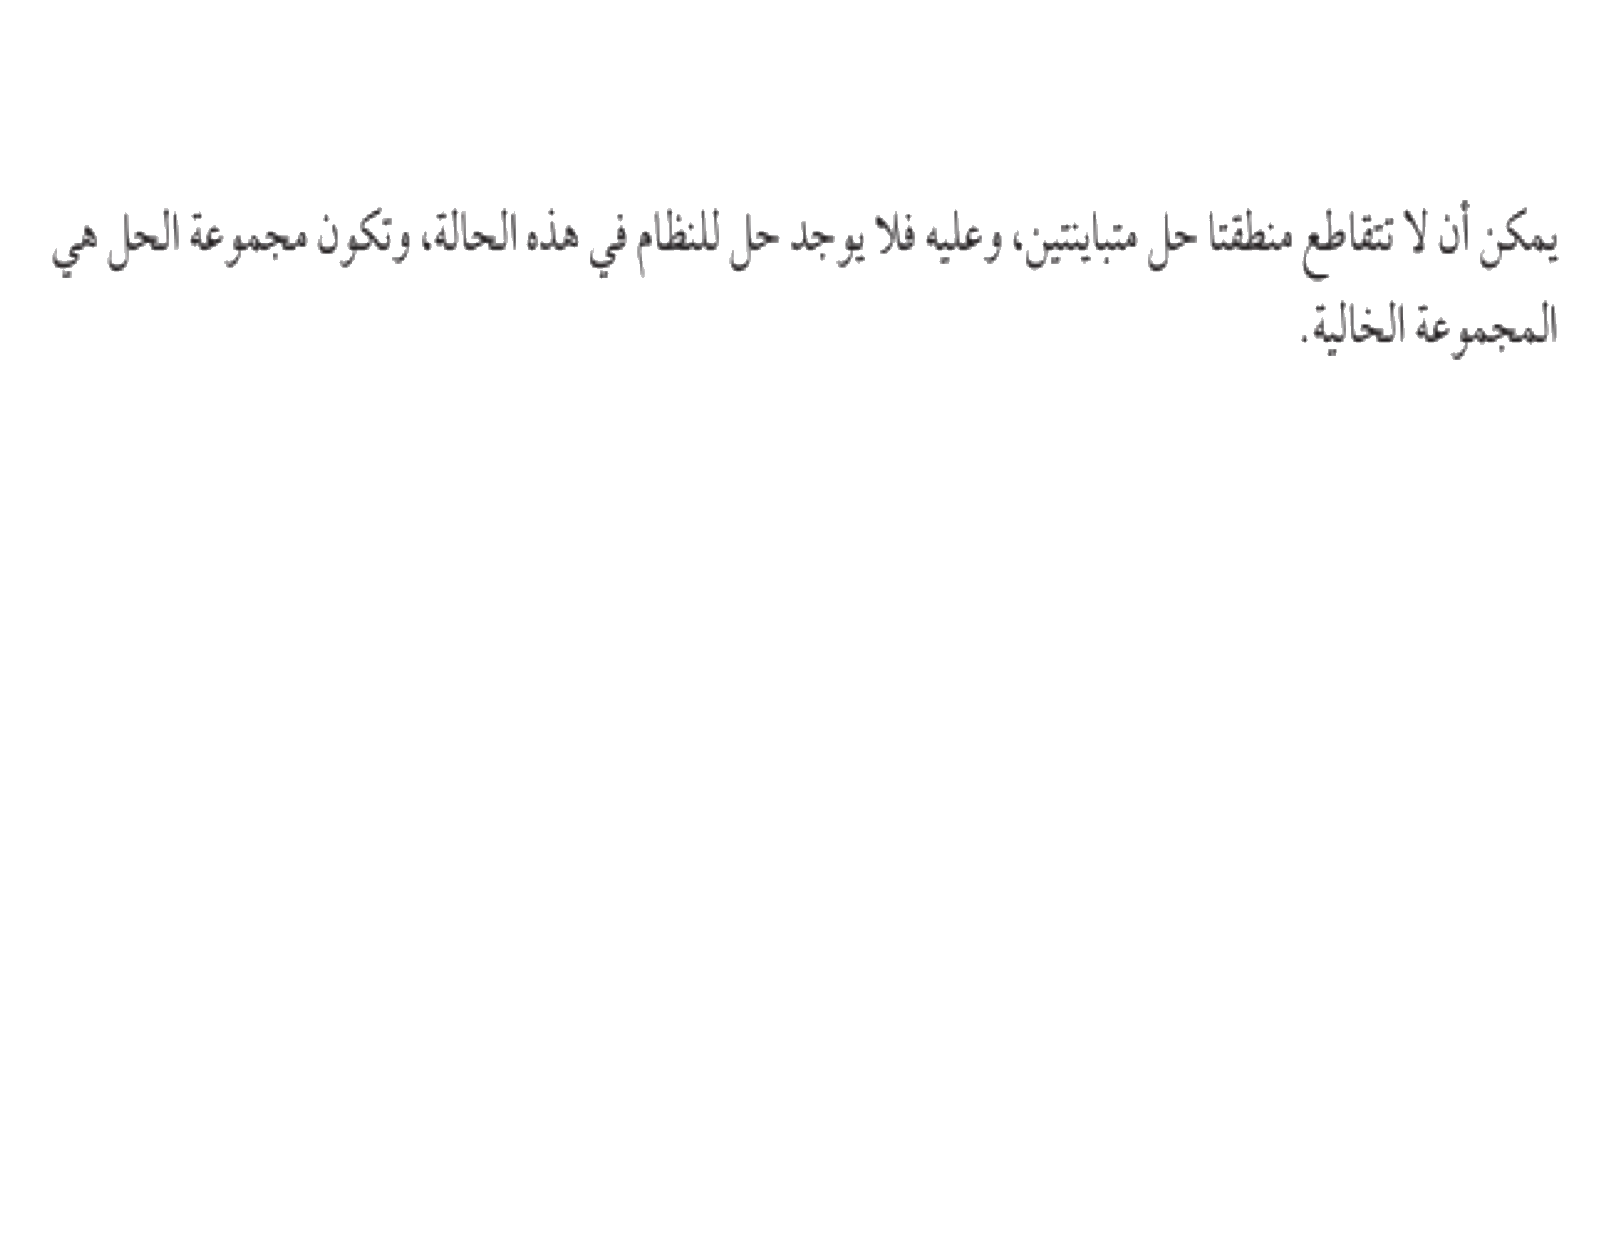 يمكن أن لا تتقاطع منطقتا حل متباينتين، وعليه فلا يوجد حل للنظام في هذه الحالة، وتكون مجموعة الحل هي
المجموعة الخالية.